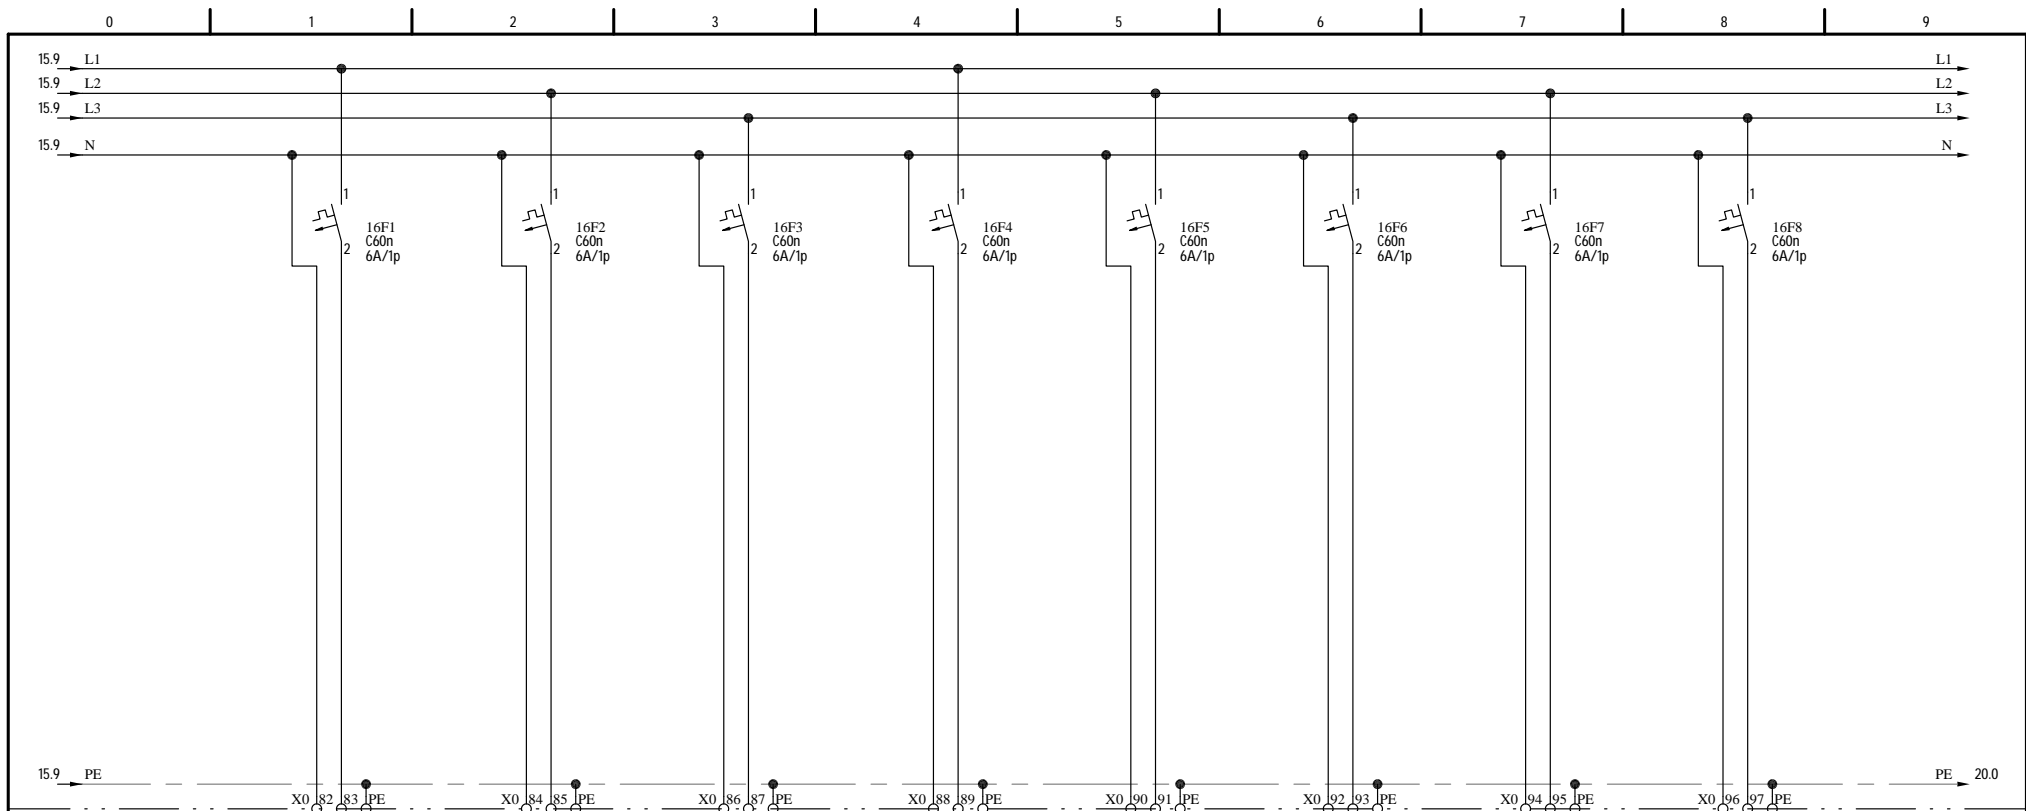 0 1 2 3 4 5 6 7 8 9
15.9 L1 L1
15.9 L2 L2
15.9 L3 L3
15.9 N N
1 1 1 1 1 1 1 1
16F1 16F2 16F3 16F4 16F5 16F6 16F7 16F8
C60n C60n C60n C60n C60n C60n C60n C60n
2 2 2 2 2 2 2 2
6A/1p 6A/1p 6A/1p 6A/1p 6A/1p 6A/1p 6A/1p 6A/1p
15.9 PE PE 20.0
X0 82 83 PE X0 84 85 PE X0 86 87 PE X0 88 89 PE X0 90 91 PE X0 92 93 PE X0 94 95 PE X0 96 97 PE